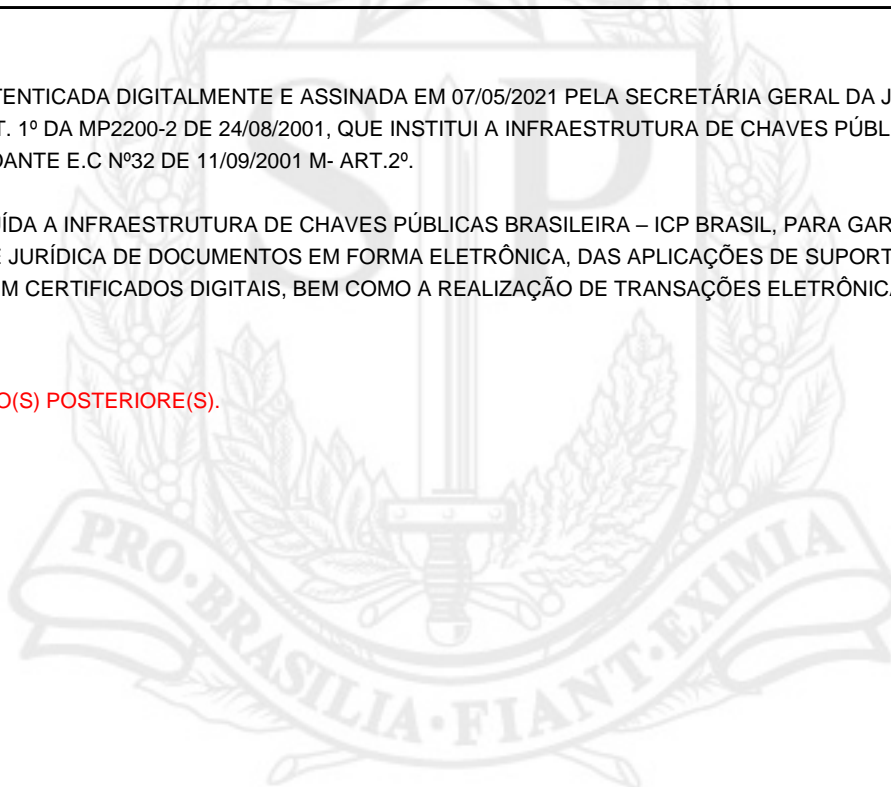 TENTICADA DIGITALMENTE E ASSINADA EM 07/05/2021 PELA SECRETÁRIA GERAL DA J
T. 1º DA MP2200-2 DE 24/08/2001, QUE INSTITUI A INFRAESTRUTURA DE CHAVES PÚBL
DANTE E.C Nº32 DE 11/09/2001 M- ART.2º.
ÍDA A INFRAESTRUTURA DE CHAVES PÚBLICAS BRASILEIRA – ICP BRASIL, PARA GAR
E JURÍDICA DE DOCUMENTOS EM FORMA ELETRÔNICA, DAS APLICAÇÕES DE SUPORT
M CERTIFICADOS DIGITAIS, BEM COMO A REALIZAÇÃO DE TRANSAÇÕES ELETRÔNICA
O(S) POSTERIORE(S).
SP
PRO·BRASILIA·FIANT·EXIMIA